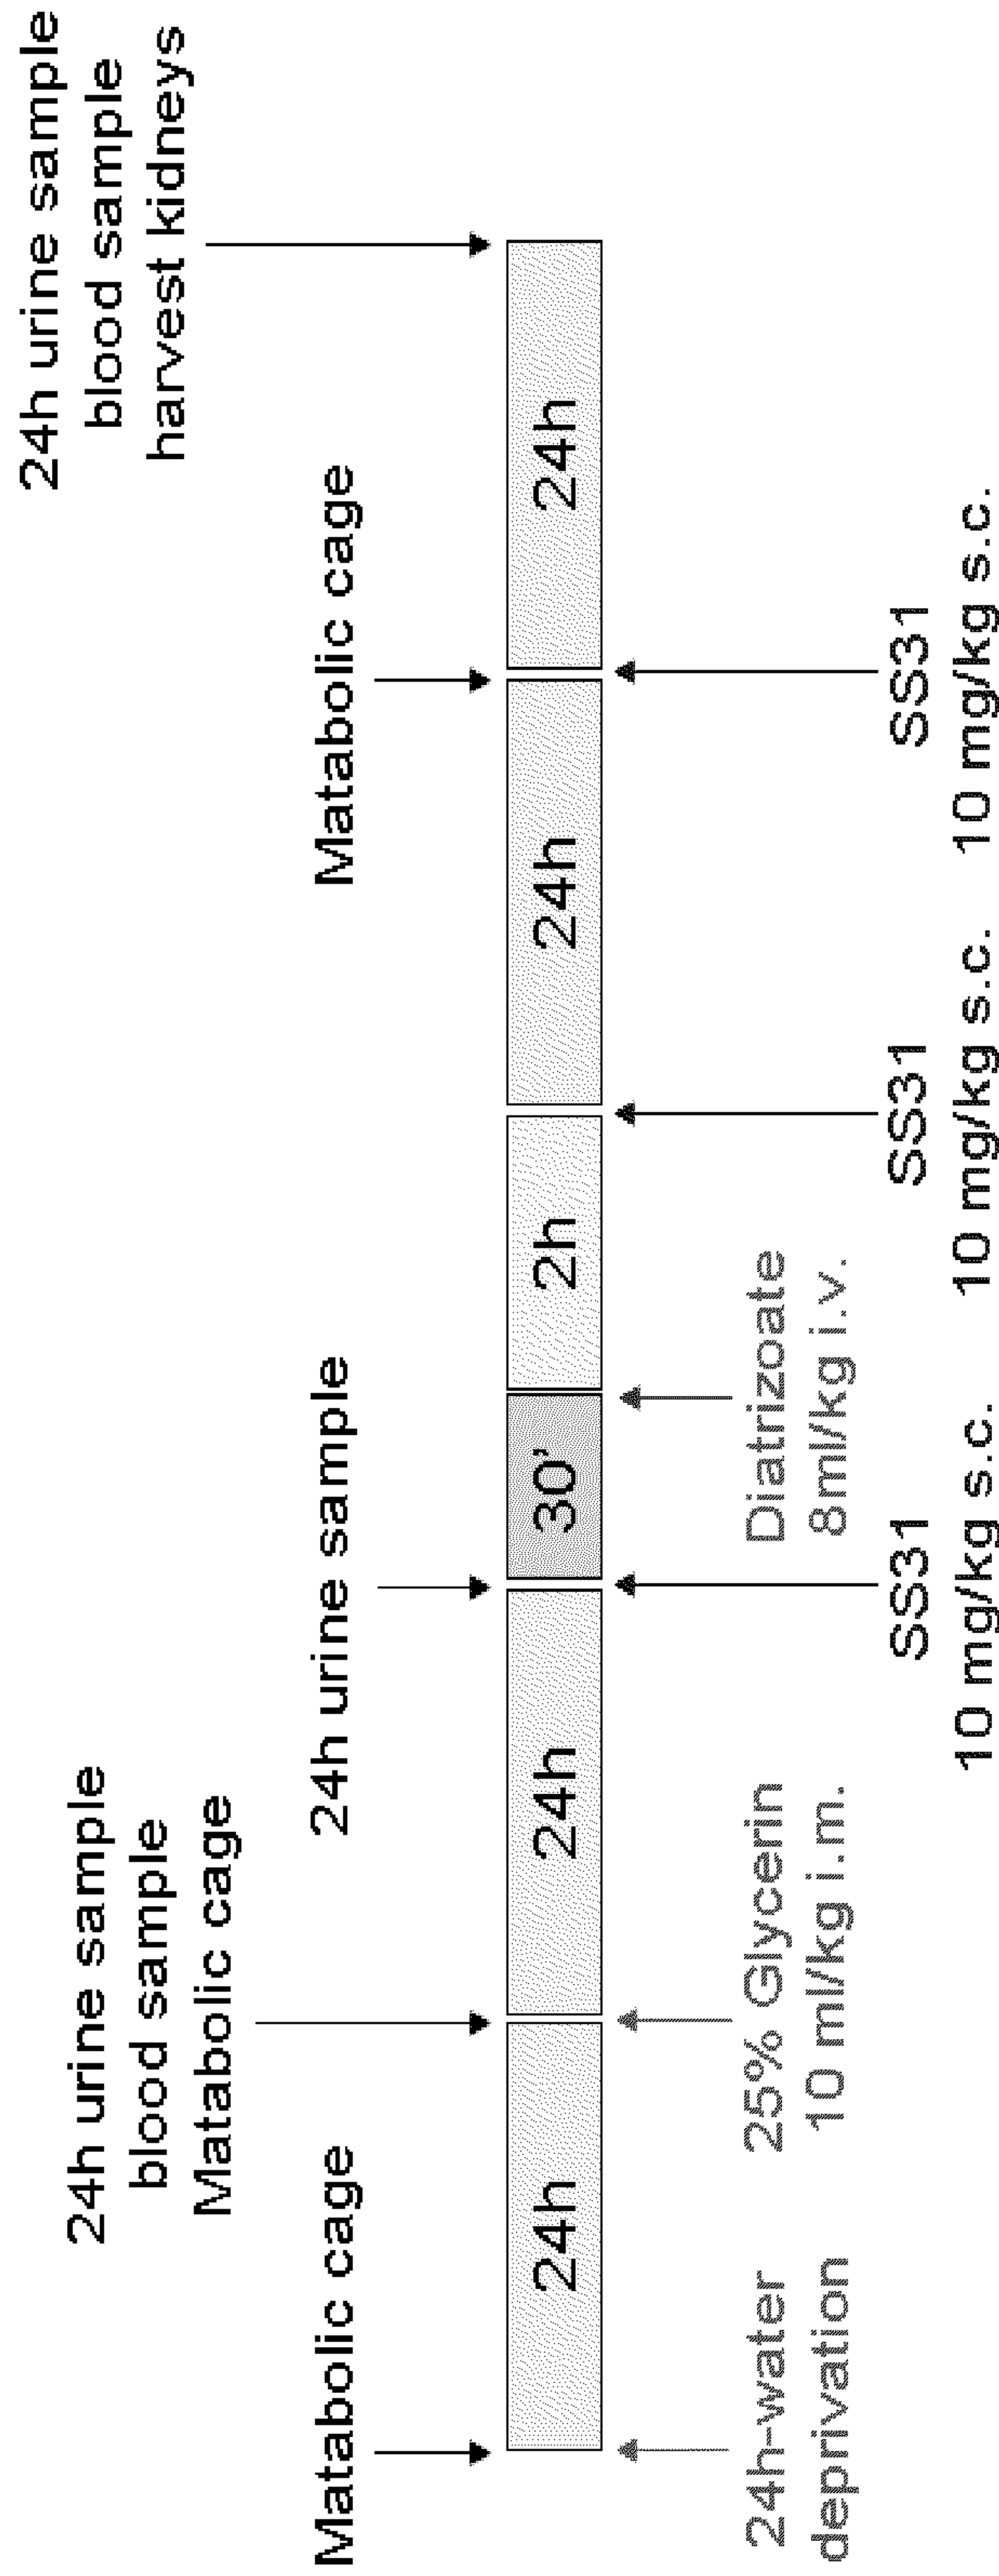 24h urine sample
blood sample
harvest kidneys
24h urine sample
blood sample
Matabolic cage
Matabolic cage
24h urine sample
Matabolic cage
24h
24h
30’
2h
24h
24h
24h-water
deprivation
25% Glycerin
10 ml/kg i.m.
Diatrizoate
8ml/kg i.v.
SS31
10 mg/kg s.c.
SS31
10 mg/kg s.c.
SS31
10 mg/kg s.c.